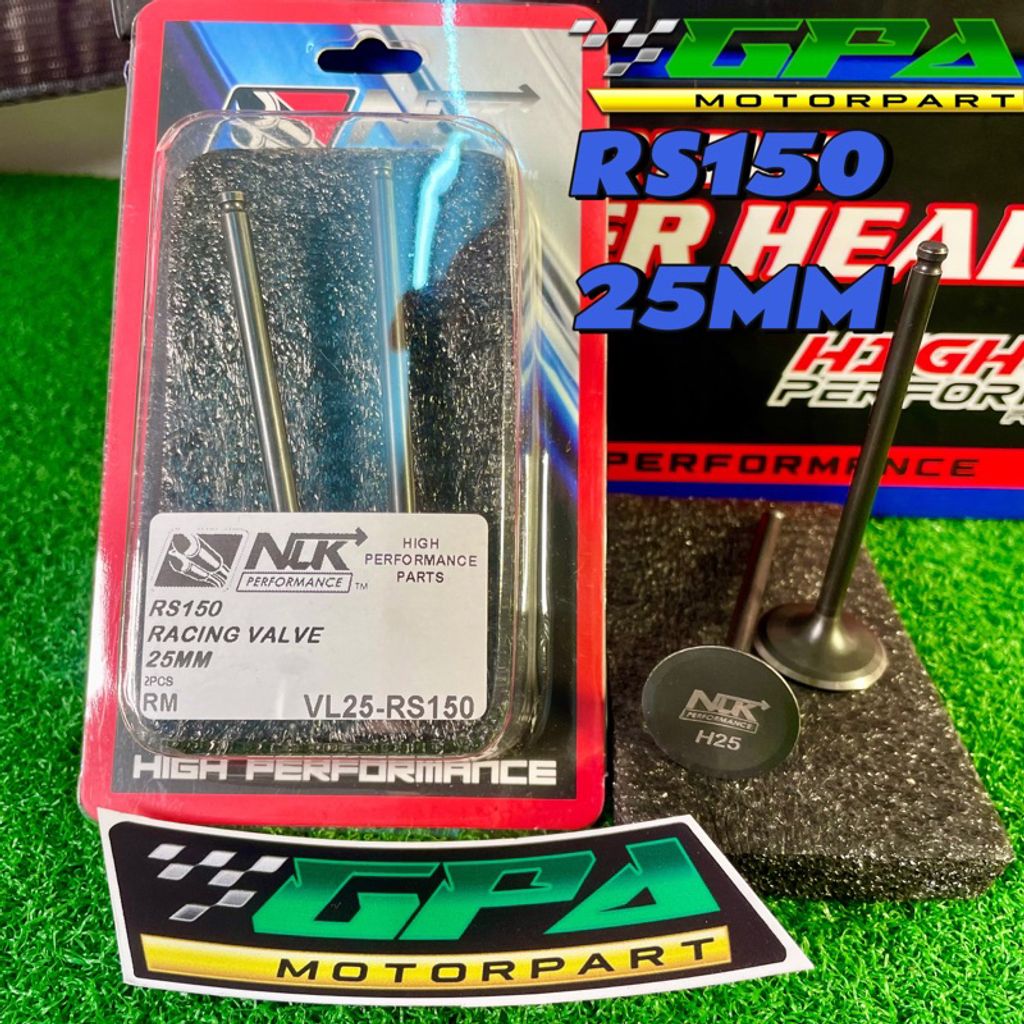 GPA
MOTORPART
RS150
25MM
ER HEAD
HIGH
PERFOR
PERFORMANCE
NLK
PERFORMANCE™
HIGH
PERFORMANCE
PARTS
RS150
RACING VALVE
25MM
2PCS
RM
VL25-RS150
HIGH PERFORMANCE
NLK
PERFORMANCE
H25
GPA
MOTORPART